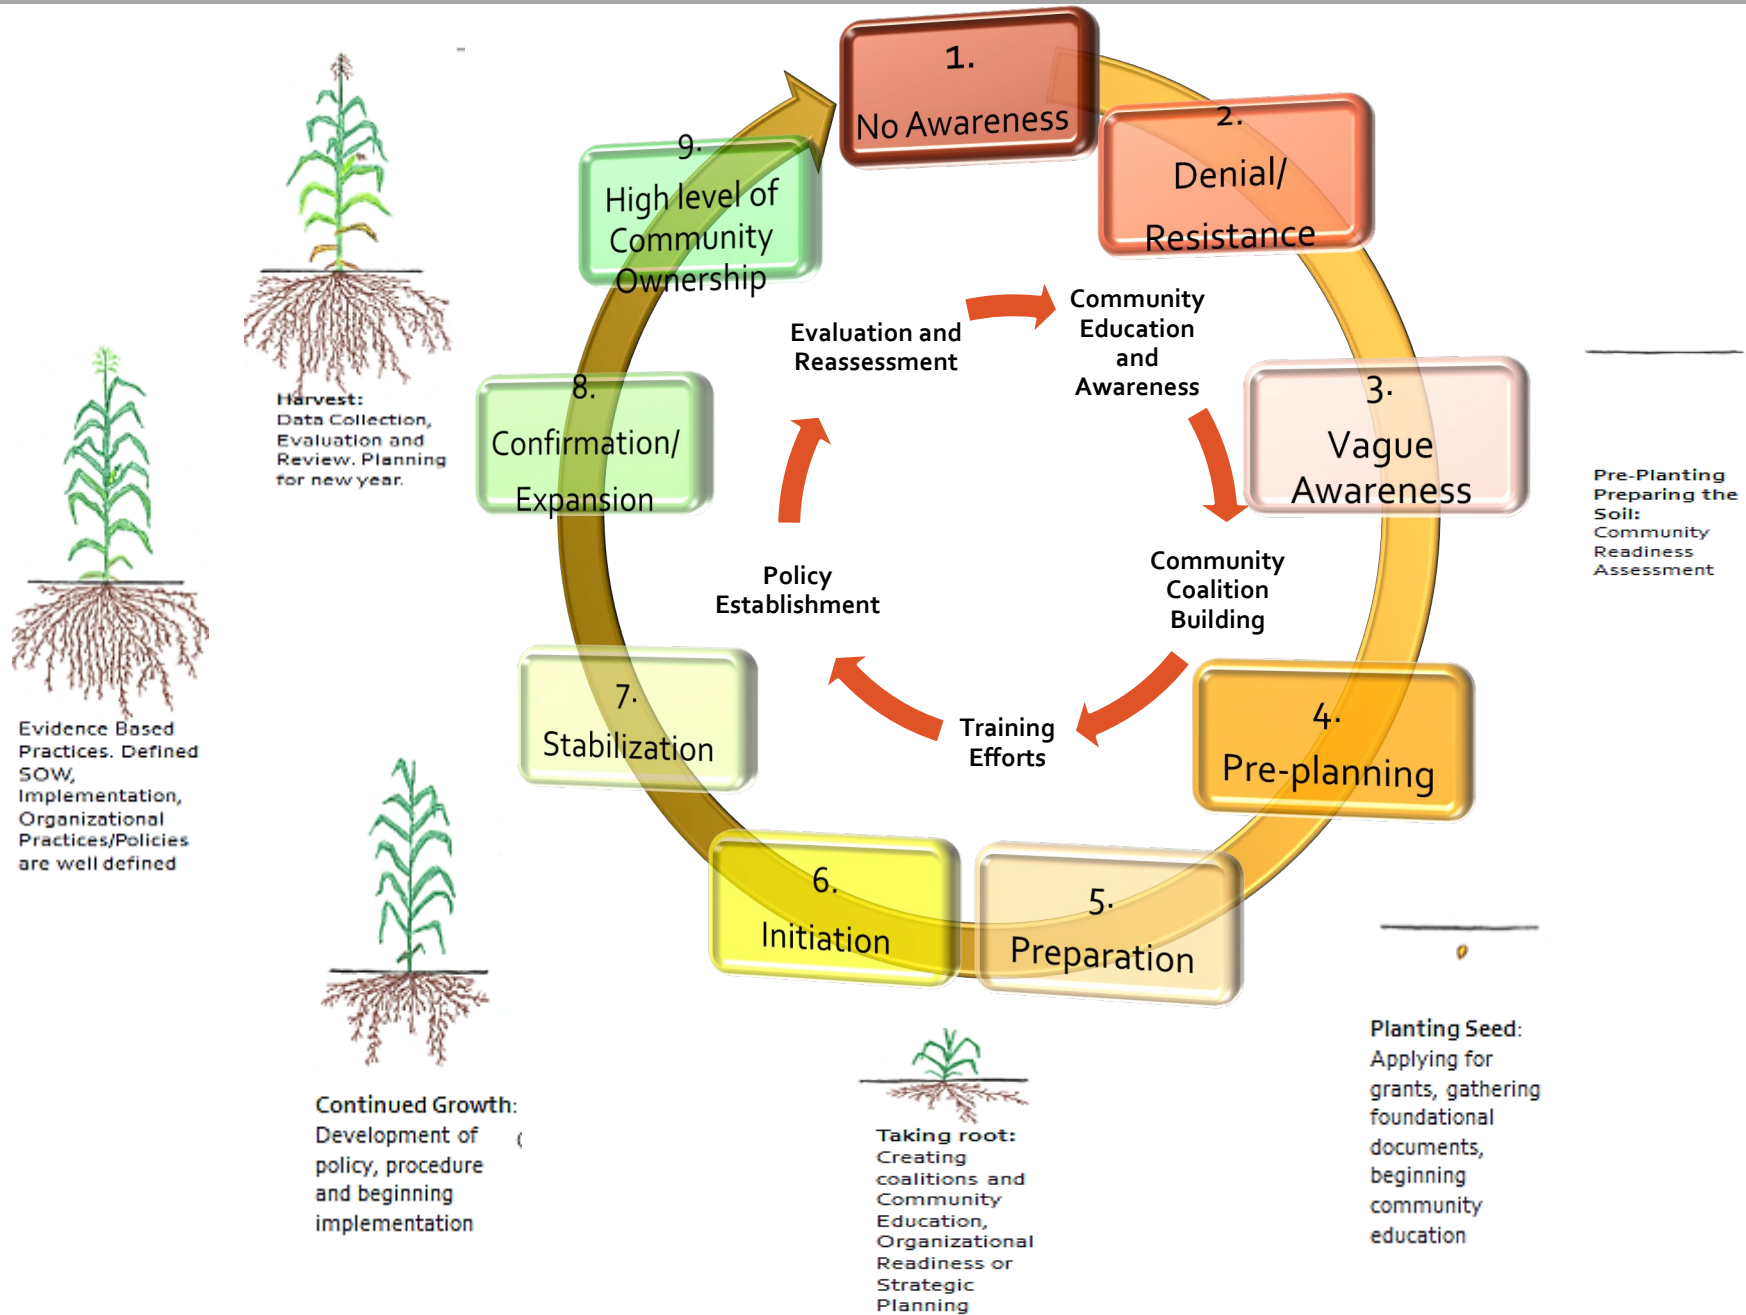 1.
No Awareness
2.
Denial/
Resistance
3.
Vague
Awareness
4.
Pre-planning
5.
Preparation
6.
Initiation
7.
Stabilization
8.
Confirmation/
Expansion
9.
High level of
Community
Ownership
Community
Education
and
Awareness
Community
Coalition
Building
Training
Efforts
Policy
Establishment
Evaluation and
Reassessment
Pre-Planting
Preparing the
Soil:
Community
Readiness
Assessment
Planting Seed:
Applying for
grants, gathering
foundational
documents,
beginning
community
education
Taking root:
Creating
coalitions and
Community
Education,
Organizational
Readiness or
Strategic
Planning
Continued Growth:
Development of (
policy, procedure
and beginning
implementation
Evidence Based
Practices. Defined
SOW,
Implementation,
Organizational
Practices/Policies
are well defined
Harvest:
Data Collection,
Evaluation and
Review. Planning
for new year.